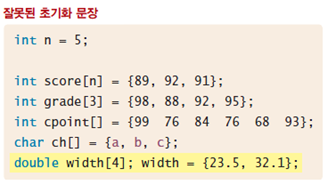 잘못된 초기화 문장
int n = 5;
int score[n] = {89, 92, 91};
int grade[3] = {98, 88, 92, 95};
int cpoint[] = {99 76 84 76 68 93};
char ch[] = {a, b, c};
double width[4]; width = {23.5, 32.1};